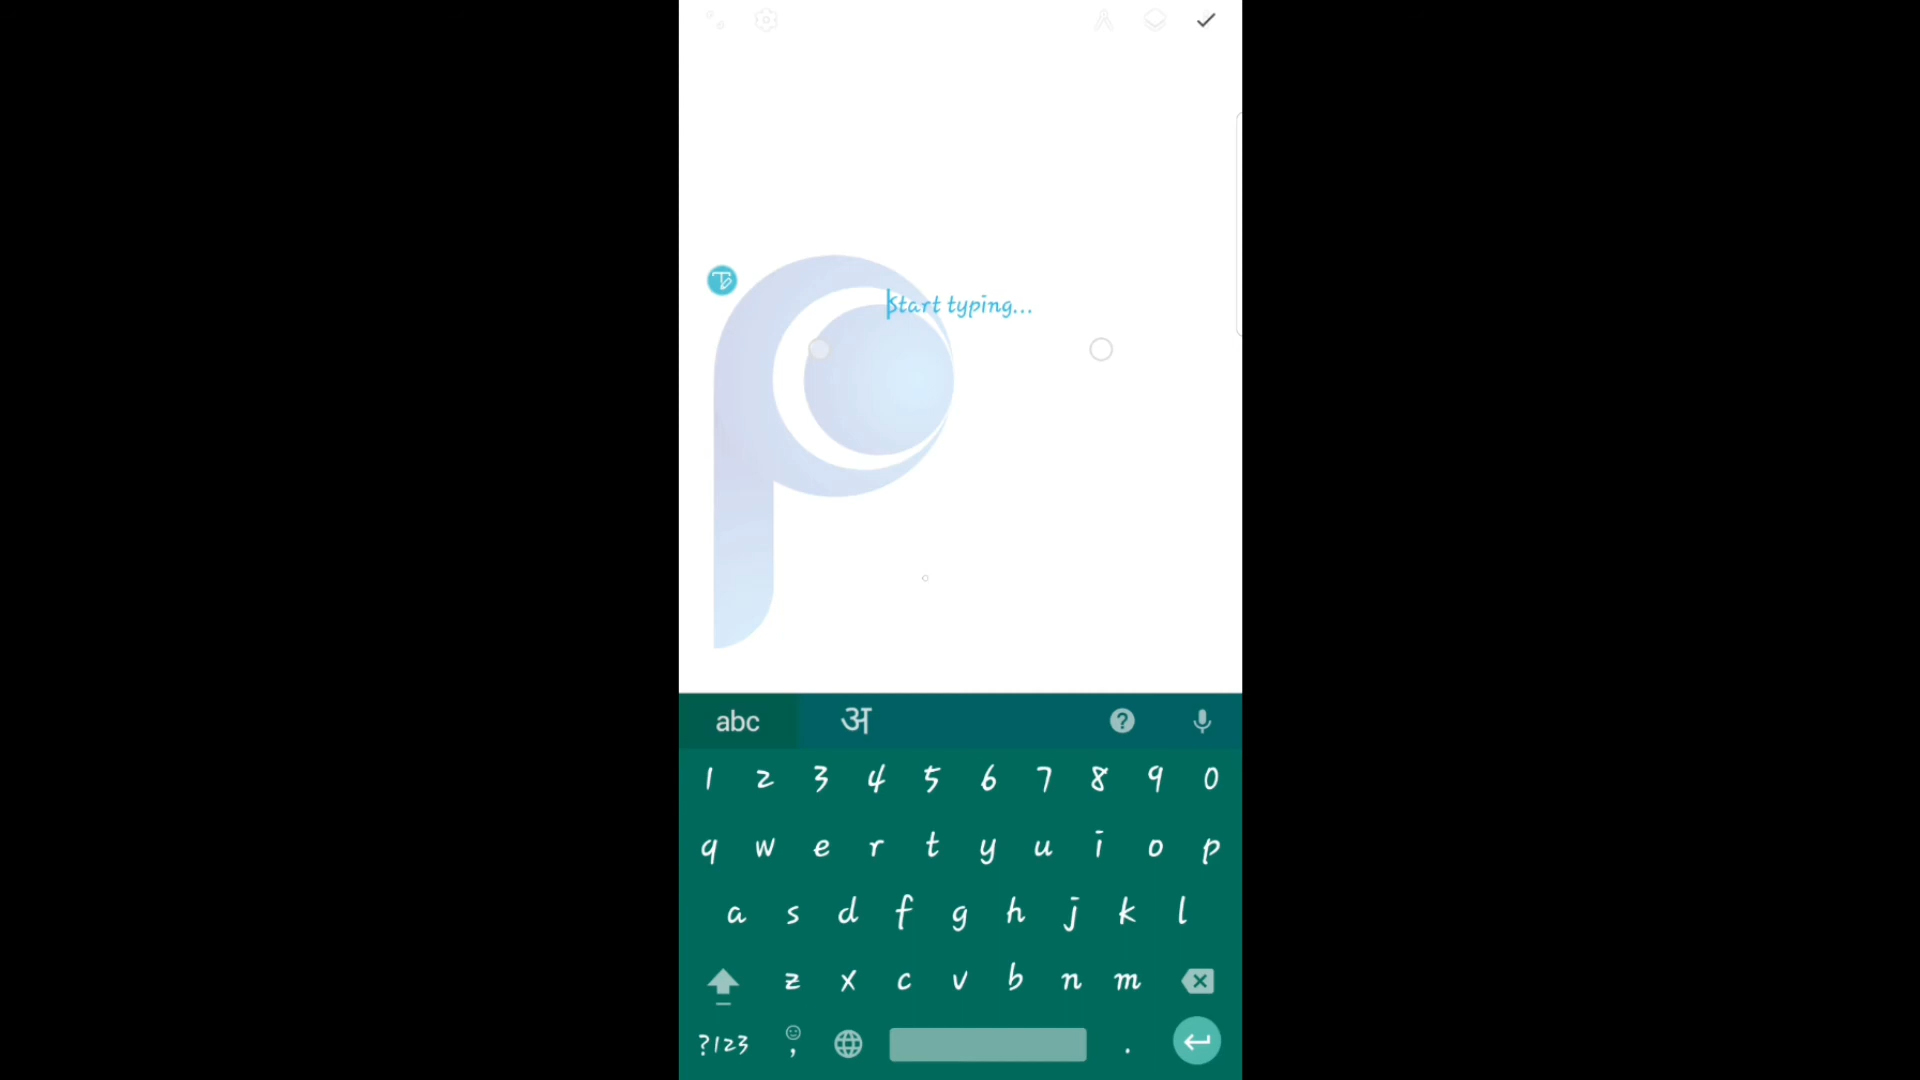 Start typing...
abc अ
1 2 3 4 5 6 7 8 9 0
q w e r t y u i o p
a s d f g h j k l
z x c v b n m
?123 , .